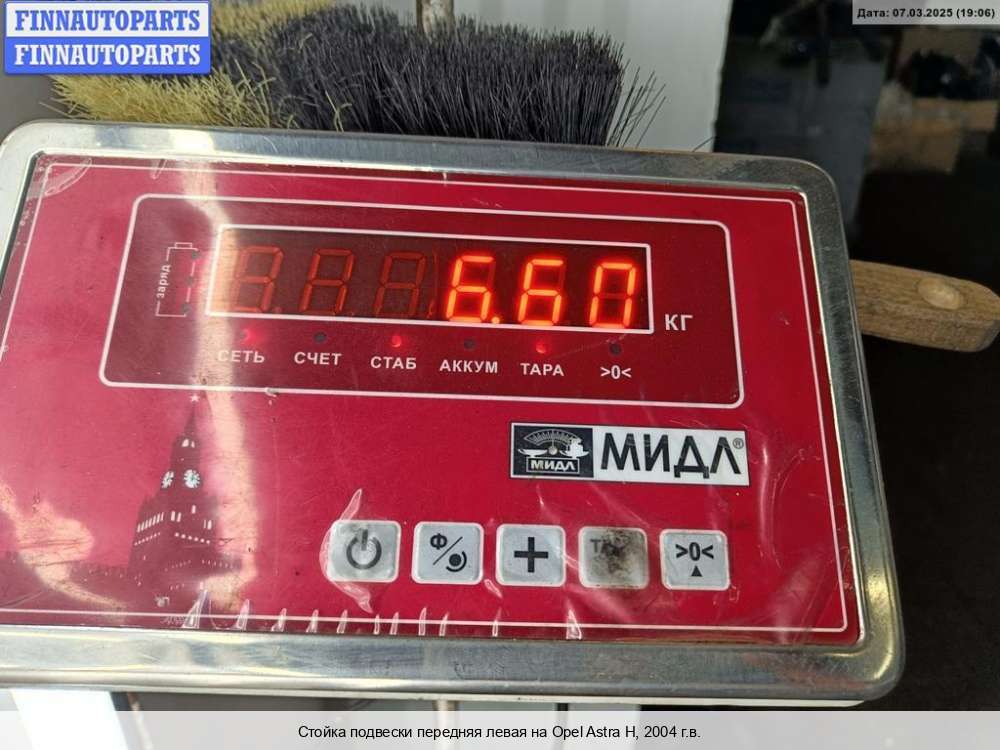 FINNAUTOPARTS
FINNAUTOPARTS
Дата: 07.03.2025 (19:06)
заряд
6.60
КГ
СЕТЬ СЧЕТ СТАБ АККУМ ТАРА >0<
МИДЛ
МИДЛ®
Ф >0<
Стойка подвески передняя левая на Opel Astra H, 2004 г.в.